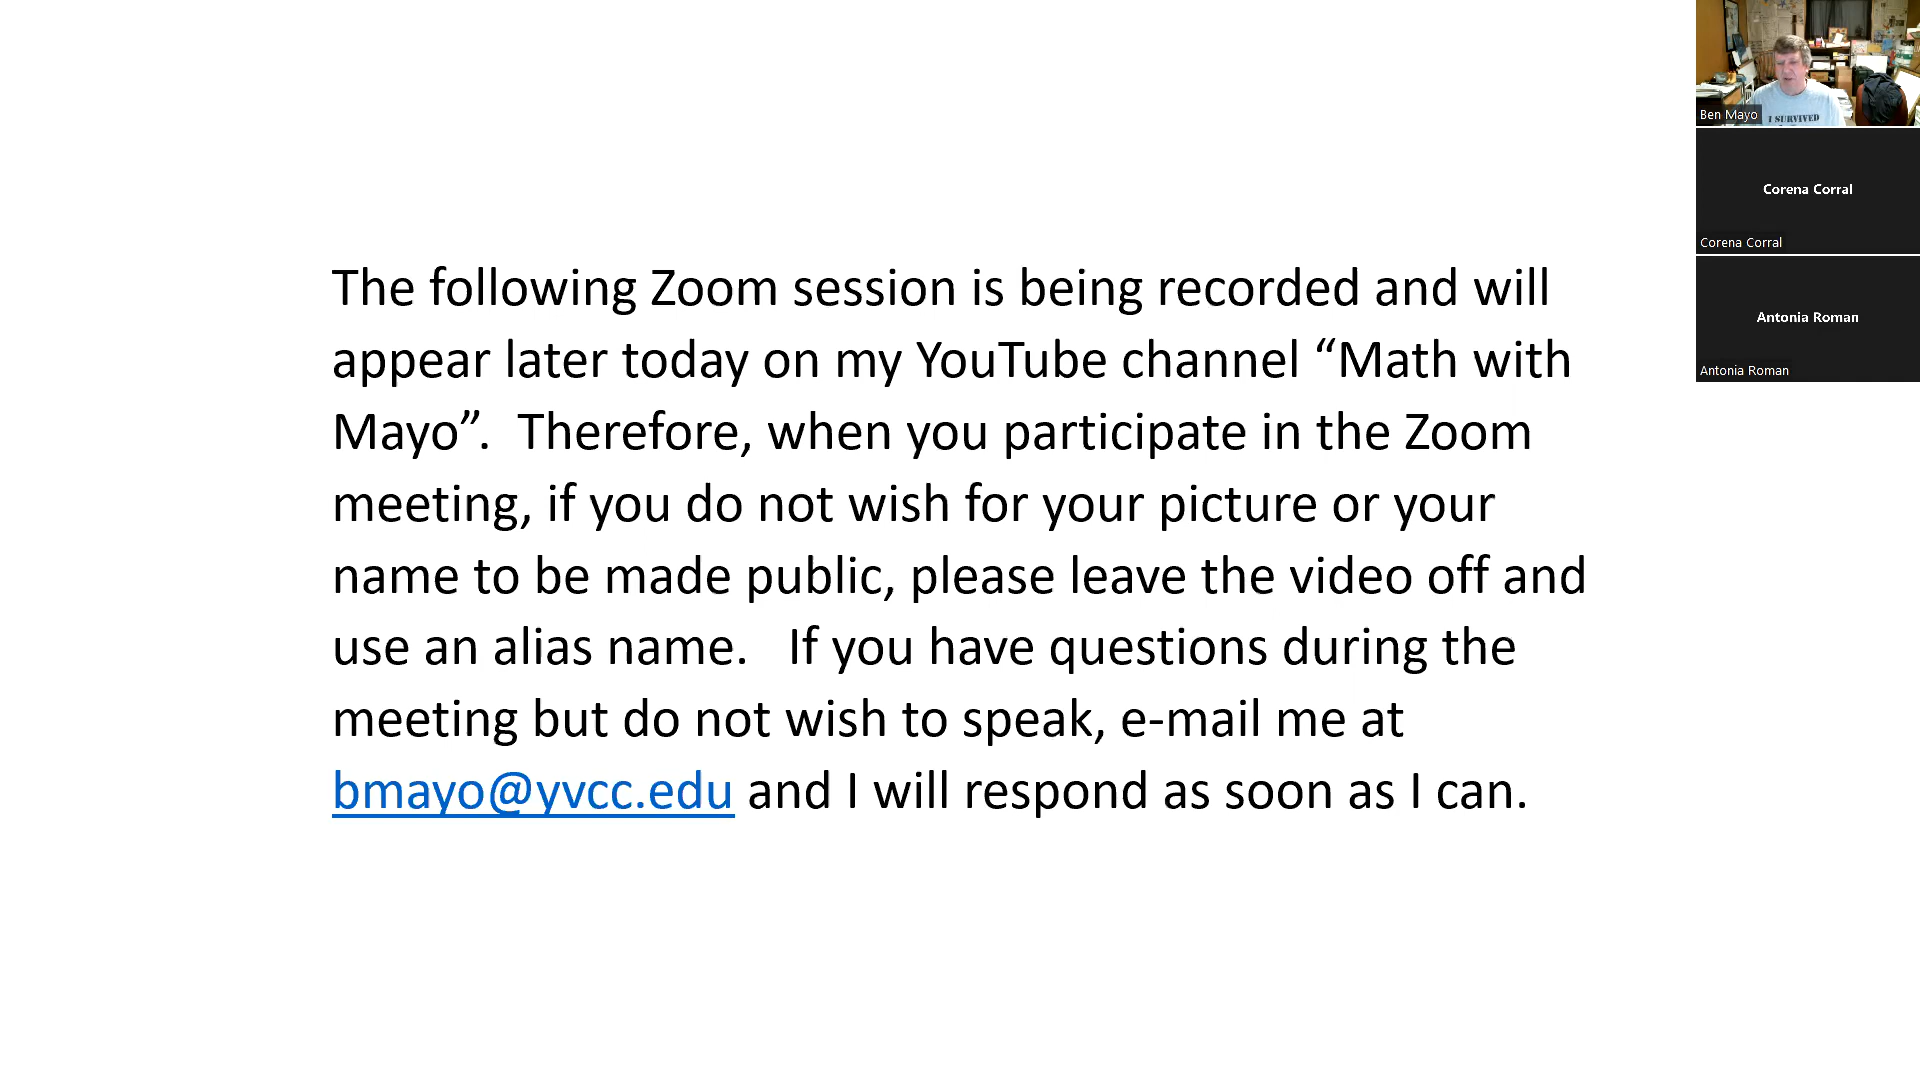 The following Zoom session is being recorded and will
appear later today on my YouTube channel “Math with
Mayo”.  Therefore, when you participate in the Zoom
meeting, if you do not wish for your picture or your
name to be made public, please leave the video off and
use an alias name.   If you have questions during the
meeting but do not wish to speak, e-mail me at
bmayo@yvcc.edu and I will respond as soon as I can.
I SURVIVED
Ben Mayo
Corena Corral
Corena Corral
Antonia Roman
Antonia Roman